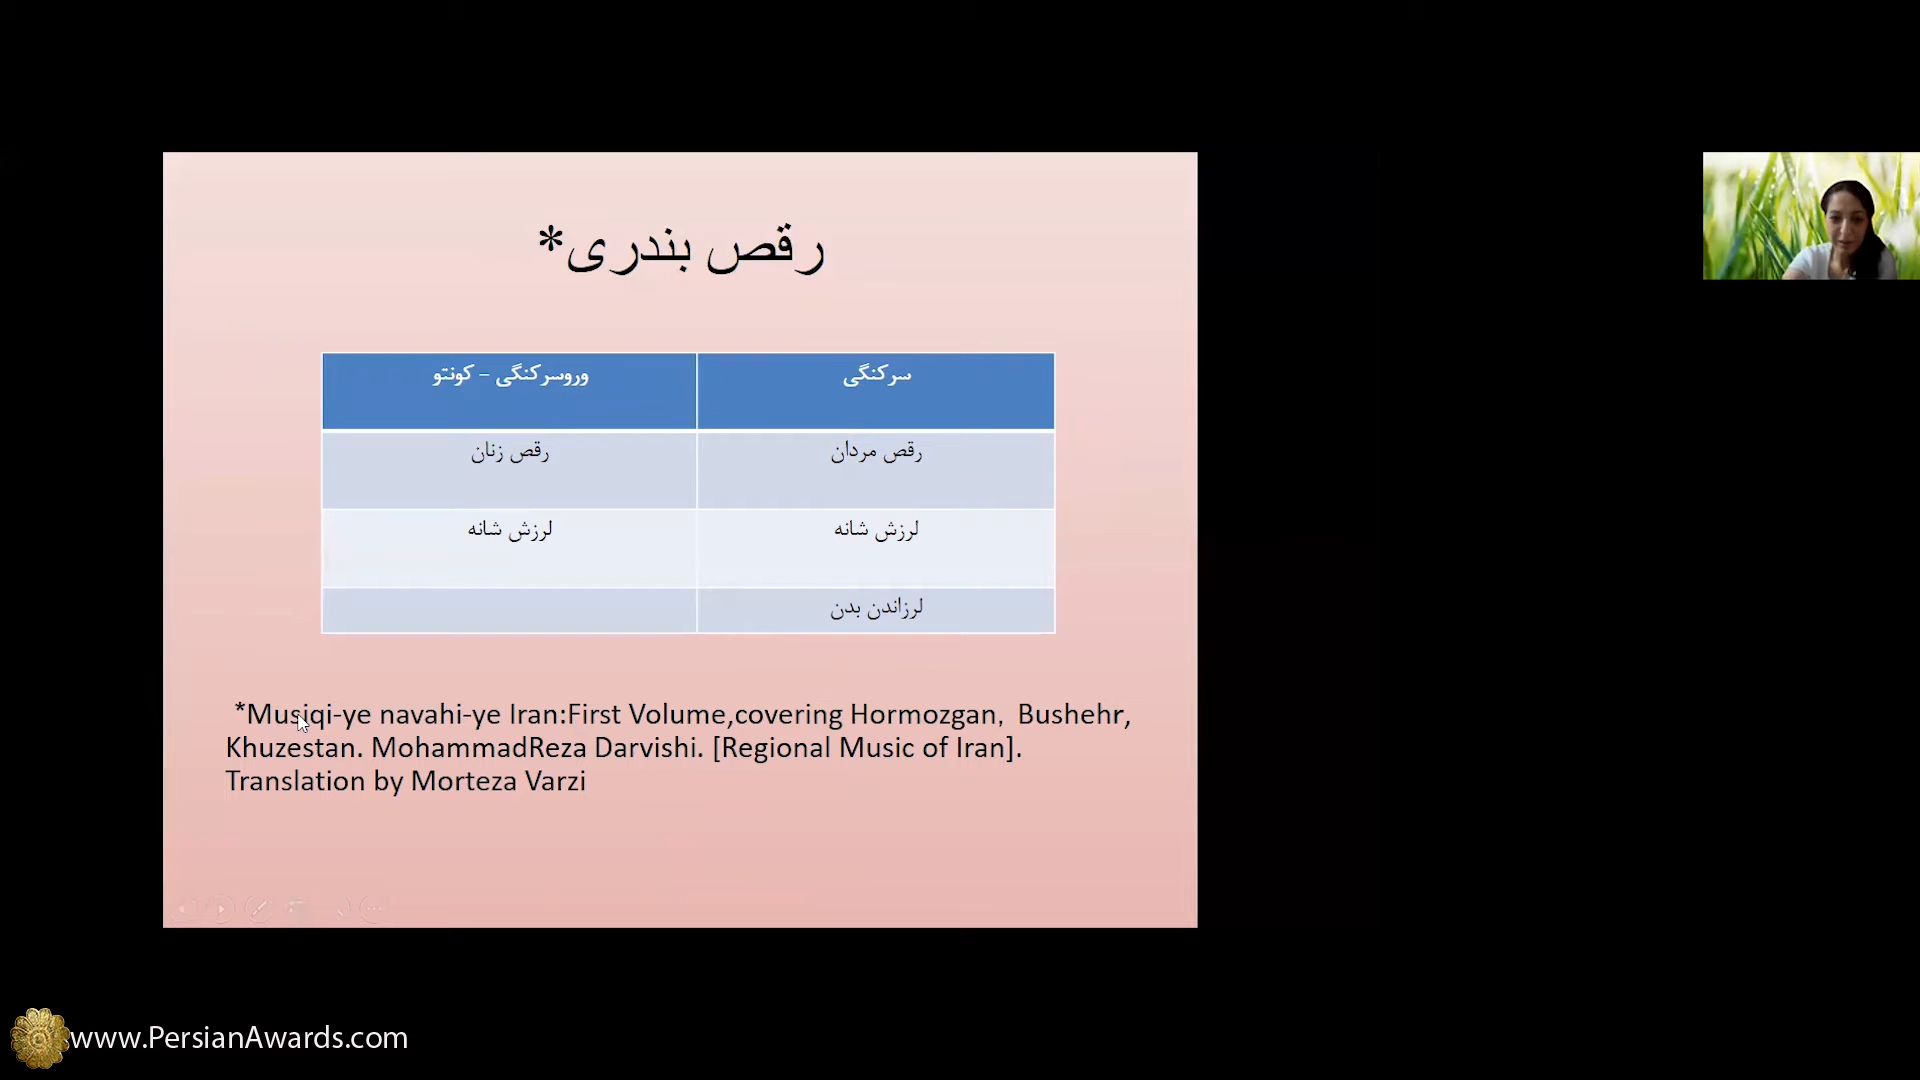 رقص بندری*
سرکنگی
وروسرکنگی – کونتو
رقص مردان
رقص زنان
لرزش شانه
لرزش شانه
لرزاندن بدن
*Musiqi-ye navahi-ye Iran:First Volume,covering Hormozgan, Bushehr,
Khuzestan. MohammadReza Darvishi. [Regional Music of Iran].
Translation by Morteza Varzi
www.PersianAwards.com